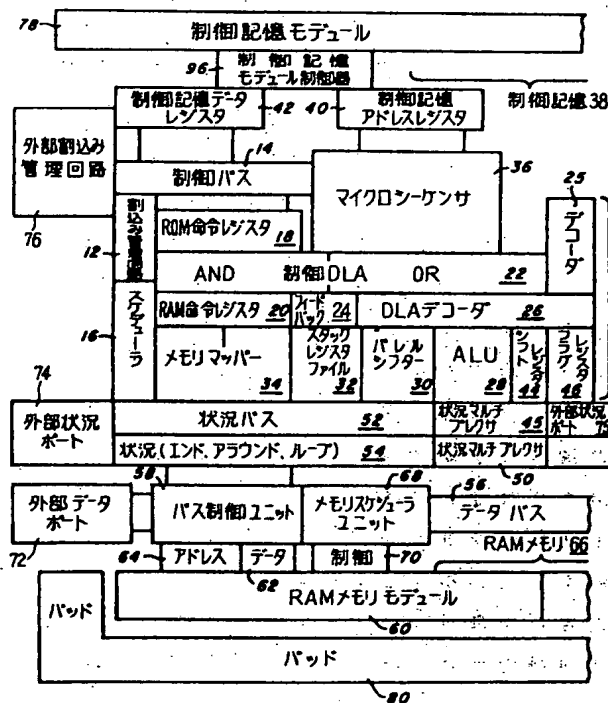 78
制御記憶モジュール
96
制御記憶
モジュール制御器
制御記憶データ
レジスタ
42
40
制御記憶
アドレスレジスタ
制御記憶38
外部割込み
管理回路
76
14
制御バス
36
マイクロシーケンサ
25
デコーダ
12
ROM命令レジスタ
18
AND 制御DLA OR
22
16
スケデューラ
RAM命令レジスタ
20
フィード
バック
24
DLAデコーダ
26
メモリマッパー
34
スタック
レジスタ
ファイル
32
バレル
シフター
30
ALU
28
シフト
レジスタ
44
フラグ
レジスタ
46
74
外部状況
ポート
状況バス
52
状況マルチ
プレクサ
45
外部状況
ポート
75
状況(エンド、アラウンド、ループ)
54
状況マルチプレクサ
50
58
68
56
外部データ
ポート
72
バス制御ユニット
メモリスケジューラ
ユニット
データバス
64
アドレス
データ
62
制御
70
RAMメモリ66
RAMメモリモデュール
60
パッド
パッド
80